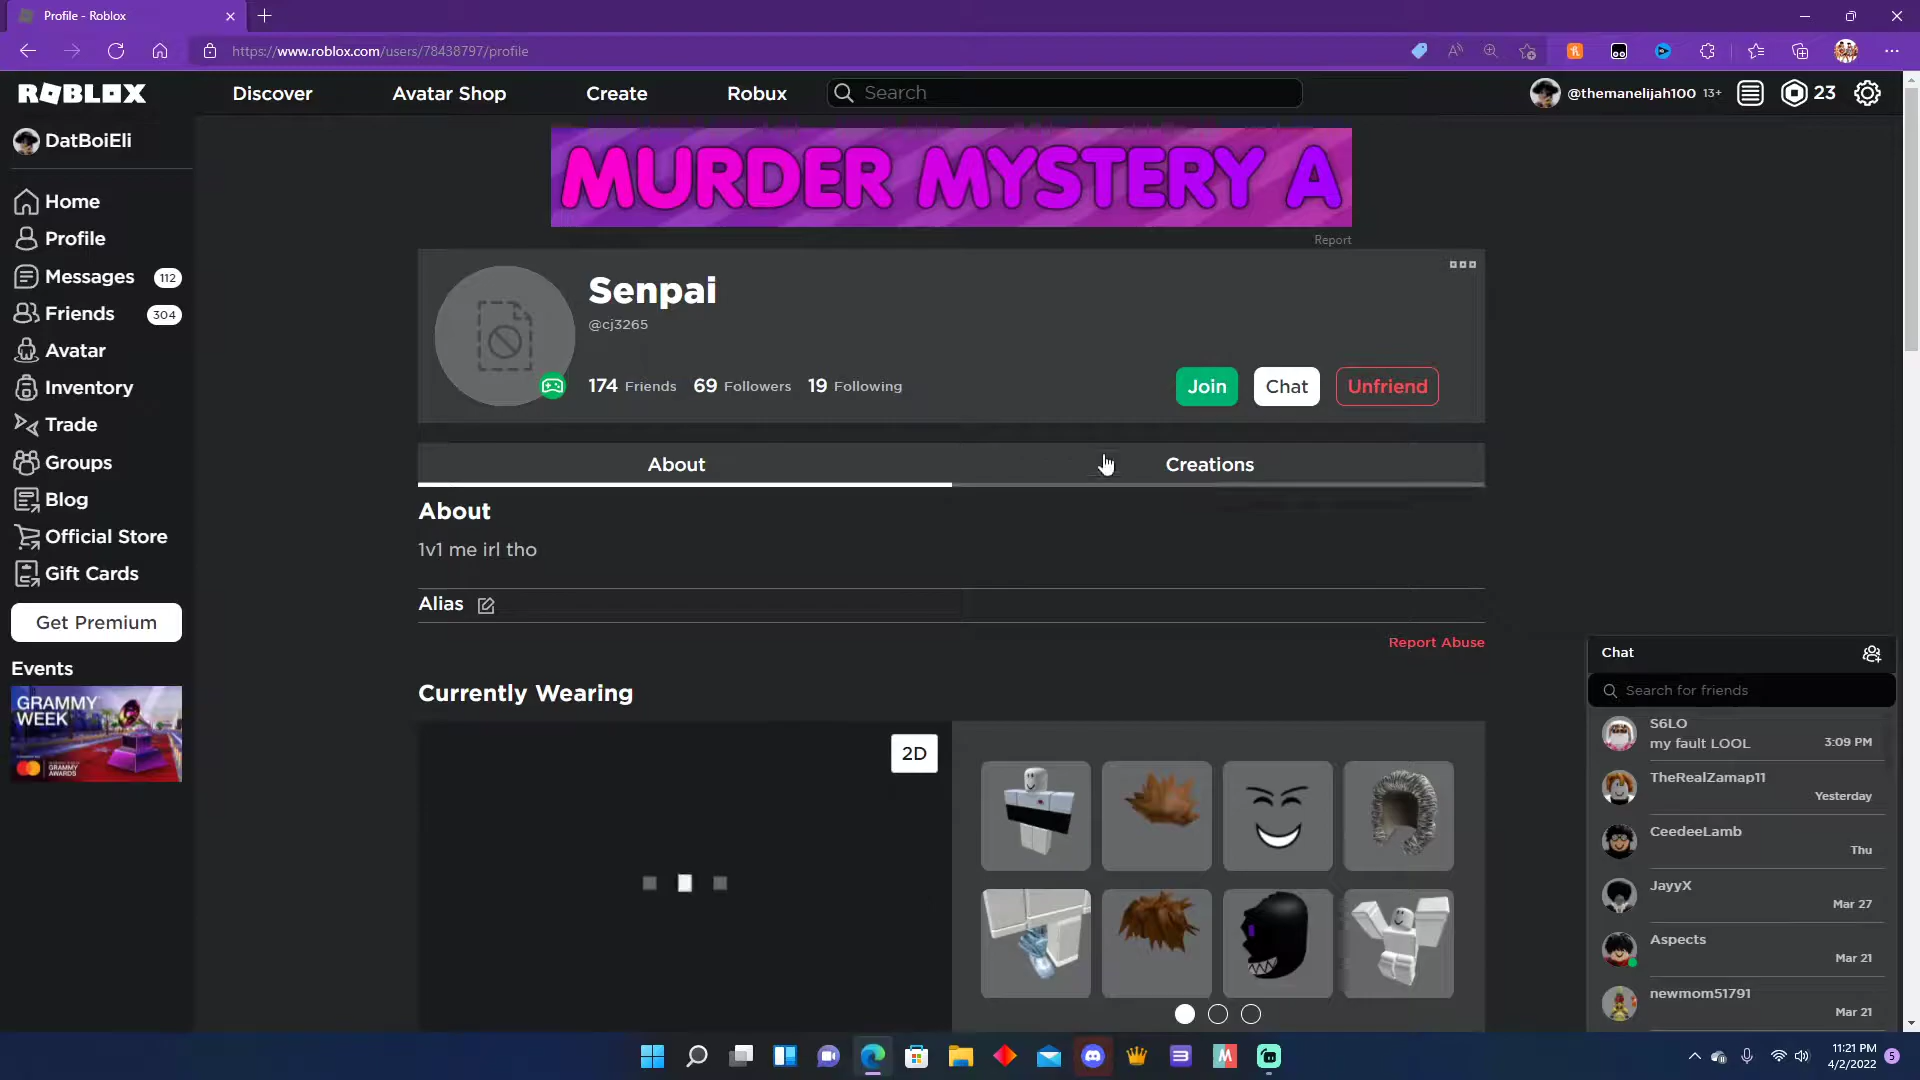 Profile - Roblox
https://www.roblox.com/users/78438797/profile
ROBLOX
Discover
Avatar Shop
Create
Robux
Search
@themanelijah100 13+
23
DatBoiEli
Home
Profile
Messages 112
Friends 304
Avatar
Inventory
Trade
Groups
Blog
Official Store
Gift Cards
Get Premium
Events
GRAMMY
WEEK
MURDER MYSTERY A
Report
Senpai
@cj3265
174 Friends 69 Followers 19 Following
Join
Chat
Unfriend
About
Creations
About
1v1 me irl tho
Alias
Report Abuse
Currently Wearing
2D
Chat
Search for friends
S6LO
my fault LOOL 3:09 PM
TheRealZamap11
Yesterday
CeedeeLamb
Thu
JayyX
Mar 27
Aspects
Mar 21
newmom51791
Mar 21
11:21 PM
4/2/2022
5